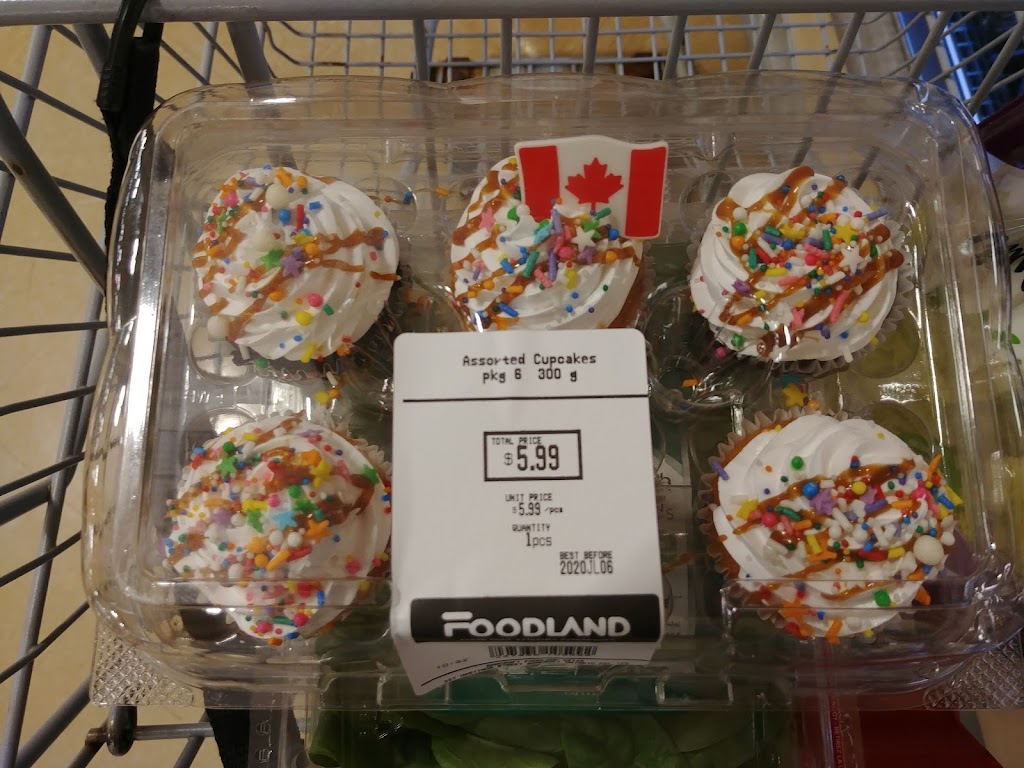 Assorted Cupcakes
pkg 6 300 g
TOTAL PRICE
$5.99
UNIT PRICE
$5.99 /pcs
QUANTITY
1pcs
BEST BEFORE
2020JL06
FOODLAND